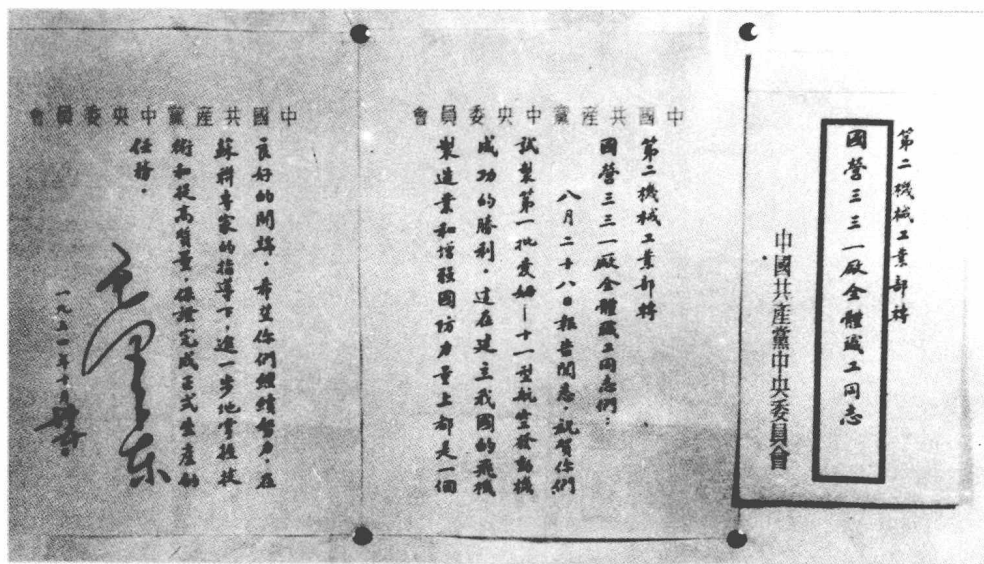 第二機械工業部轉
國營三三一廠全體職工同志
中國共產黨中央委員會
中國共產黨中央委員會
第二機械工業部轉
國營三三一廠全體職工同志們：
八月二十八日報告閱悉，祝賀你們
試製第一批愛姆—十一型航空發動機
成功的勝利。這在建立我國的飛機
製造業和增強國防力量上都是一個
中國共產黨中央委員會
良好的開端。希望你們繼續努力，在
蘇聯專家的指導下，進一步地掌握技
術和提高質量，保證完成正式生產的
任務。
毛澤東
一九五四年十月